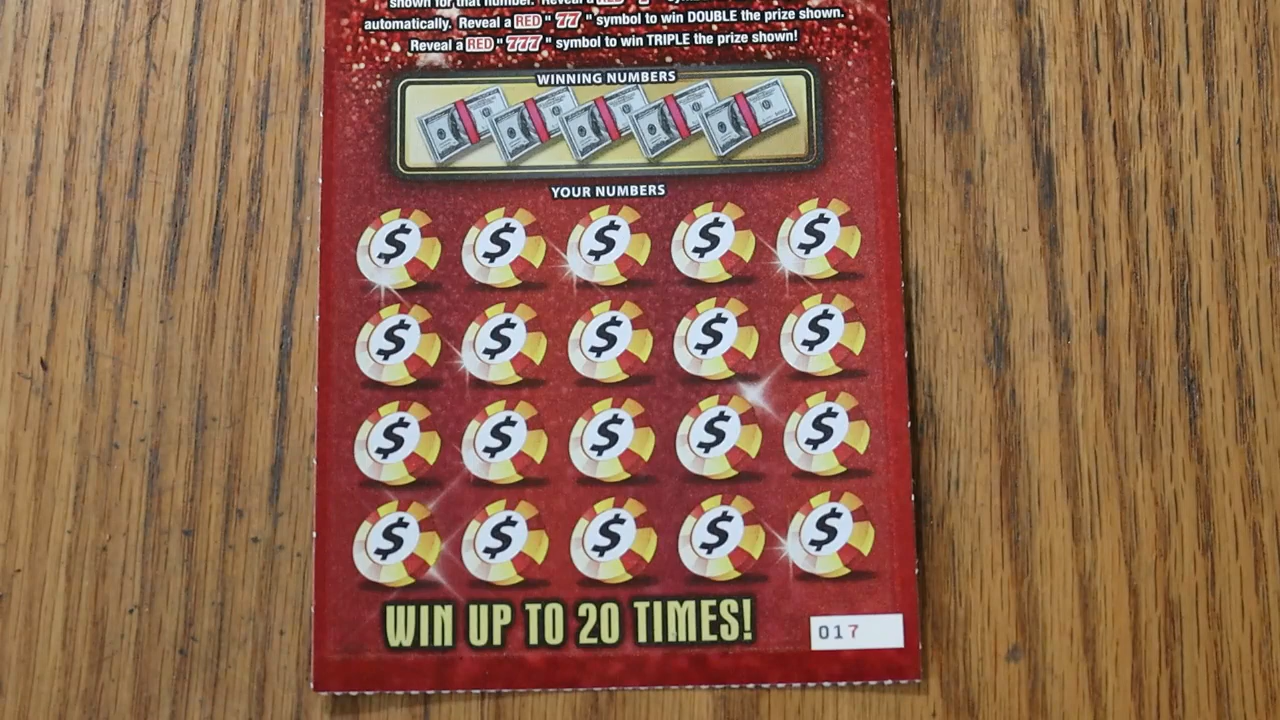 shown for that number. Reveal a RED
automatically. Reveal a RED "77" symbol to win DOUBLE the prize shown.
Reveal a RED "777" symbol to win TRIPLE the prize shown!
WINNING NUMBERS
YOUR NUMBERS
$ $ $ $ $
$ $ $ $ $
$ $ $ $ $
$ $ $ $ $
WIN UP TO 20 TIMES!
017